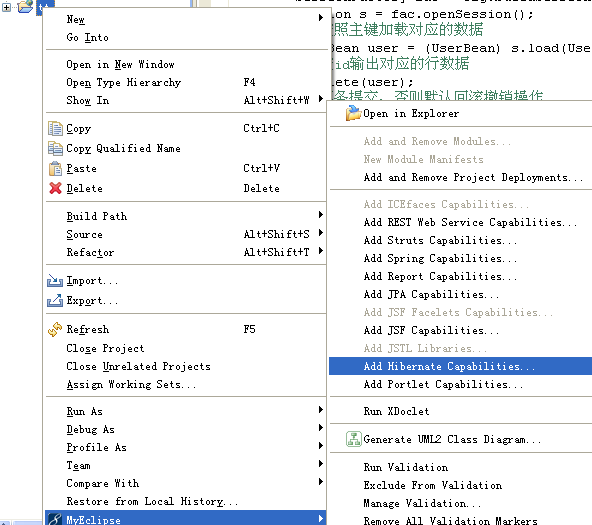 on s = fac.openSession();
照主键加载对应的数据
Bean user = (UserBean) s.load(Use
id输出对应的行数据
lete(user);
条提交，否则默认回滚撤销操作
New
Go Into
Open in New Window
Open Type Hierarchy F4
Show In Alt+Shift+W
Copy Ctrl+C
Copy Qualified Name
Paste Ctrl+V
Delete Delete
Build Path
Source Alt+Shift+S
Refactor Alt+Shift+T
Import...
Export...
Refresh F5
Close Project
Close Unrelated Projects
Assign Working Sets...
Run As
Debug As
Profile As
Team
Compare With
Restore from Local History...
MyEclipse
Open in Explorer
Add and Remove Modules...
New Module Manifests
Add and Remove Project Deployments...
Add ICEfaces Capabilities...
Add REST Web Service Capabilities...
Add Struts Capabilities...
Add Spring Capabilities...
Add Report Capabilities...
Add JPA Capabilities...
Add JSF Facelets Capabilities...
Add JSF Capabilities...
Add JSTL Libraries...
Add Hibernate Capabilities...
Add Portlet Capabilities...
Run XDoclet
Generate UML2 Class Diagram...
Run Validation
Exclude From Validation
Manage Validation...
Remove All Validation Markers